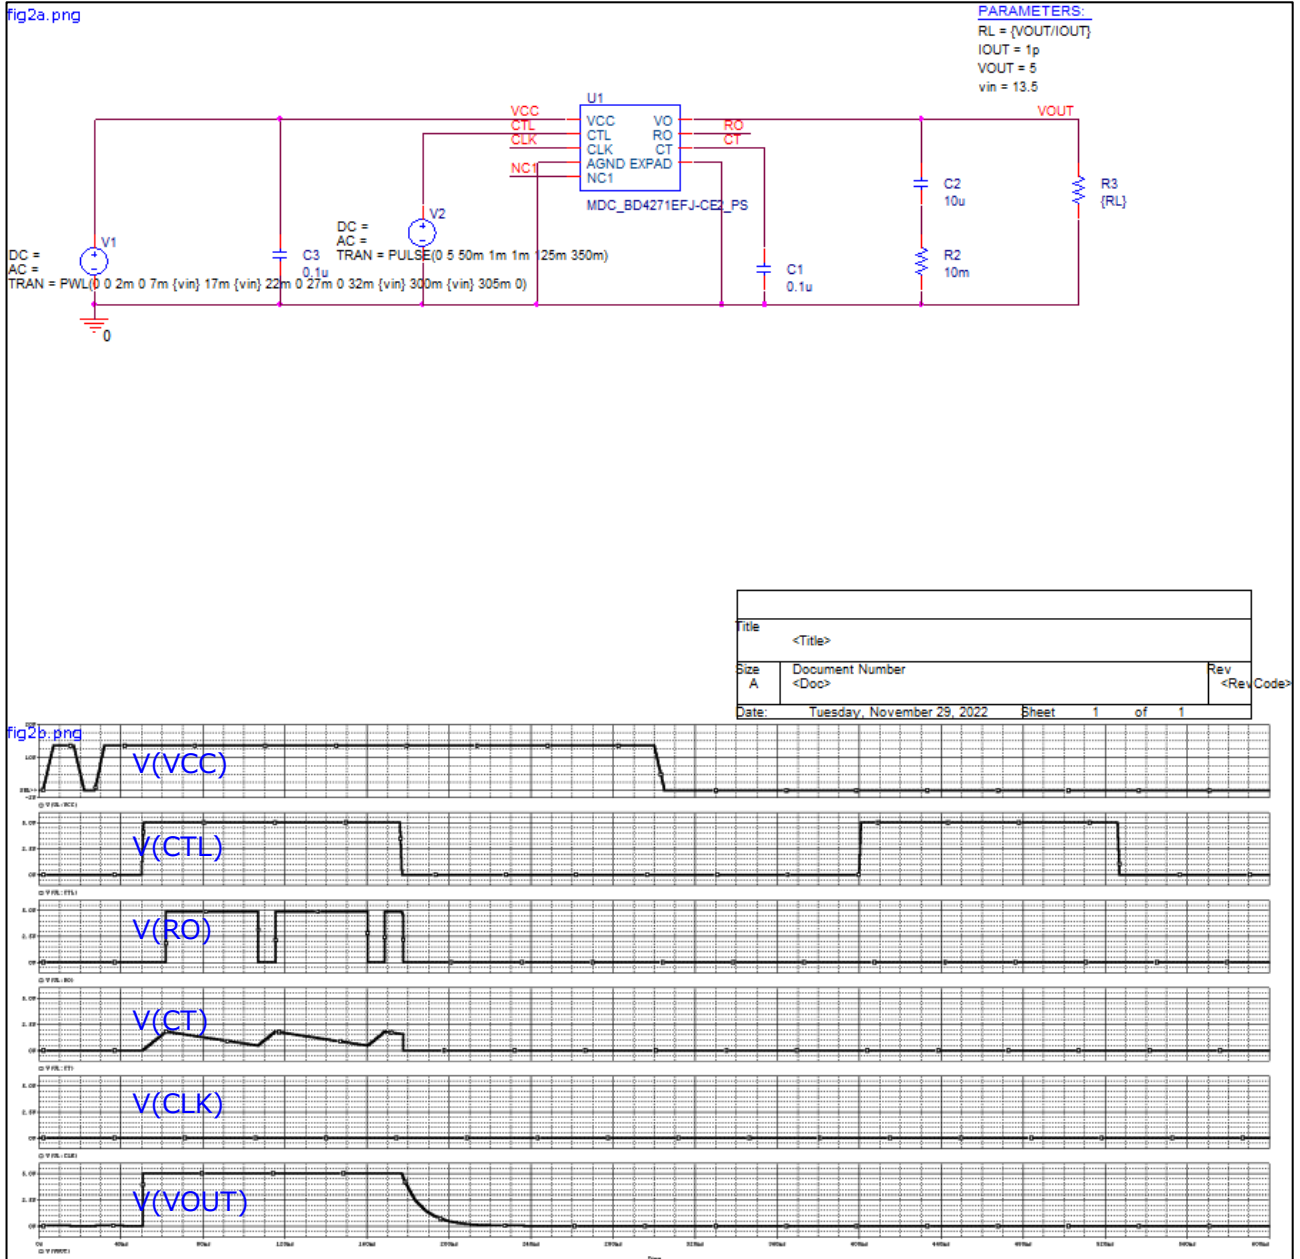 fig2a.png
PARAMETERS:
RL = {VOUT/IOUT}
IOUT = 1p
VOUT = 5
vin = 13.5
U1
VCC
CTL
CLK
NC1
VCC
CTL
CLK
AGND
NC1
VO
RO
CT
EXPAD
RO
CT
VOUT
MDC_BD4271EFJ-CE2_PS
V1
DC =
AC =
TRAN = PWL(0 0 2m 0 7m {vin} 17m {vin} 22m 0 27m 0 32m {vin} 300m {vin} 305m 0)
C3
0.1u
V2
DC =
AC =
TRAN = PULSE(0 5 50m 1m 1m 125m 350m)
C1
0.1u
C2
10u
R2
10m
R3
{RL}
0
Title
<Title>
Size
A
Document Number
<Doc>
Rev
<RevCode>
Date: Tuesday, November 29, 2022 Sheet 1 of 1
fig2b.png
V(VCC)
V(CTL)
V(RO)
V(CT)
V(CLK)
V(VOUT)